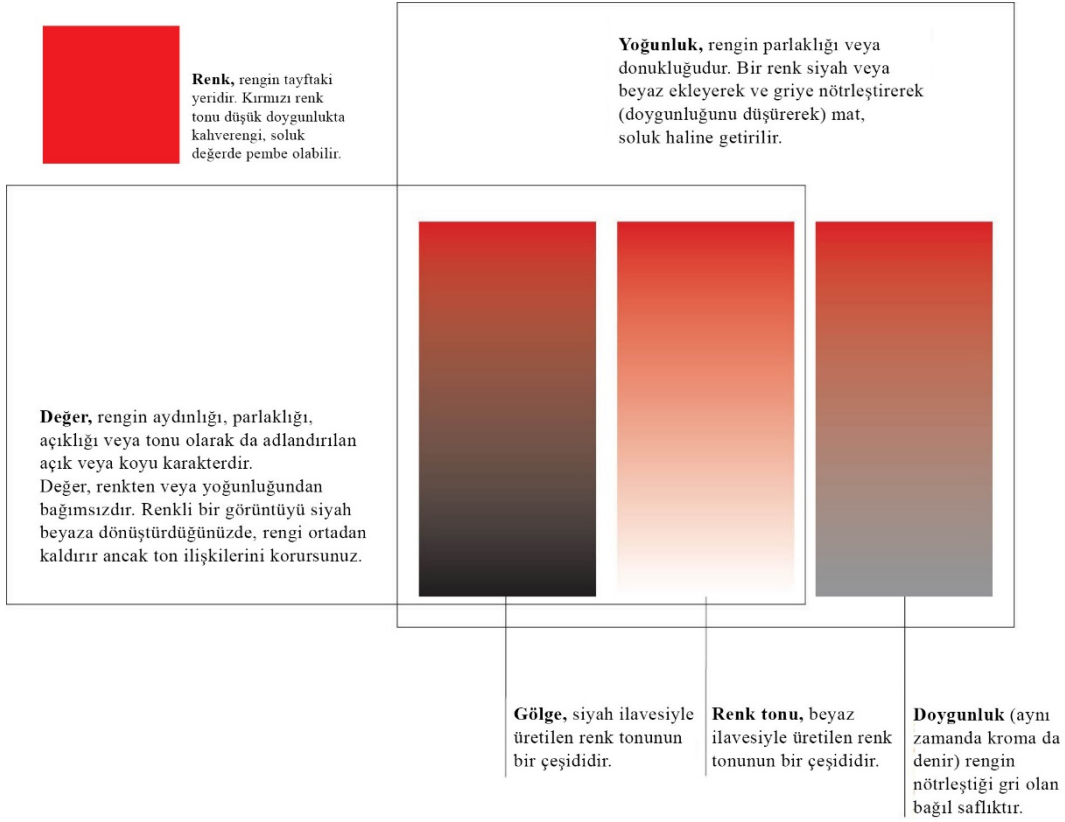 Renk, rengin tayftaki
yeridir. Kırmızı renk
tonu düşük doygunlukta
kahverengi, soluk
değerde pembe olabilir.
Yoğunluk, rengin parlaklığı veya
donukluğudur. Bir renk siyah veya
beyaz ekleyerek ve griye nötrleştirerek
(doygunluğunu düşürerek) mat,
soluk haline getirilir.
Değer, rengin aydınlığı, parlaklığı,
açıklığı veya tonu olarak da adlandırılan
açık veya koyu karakterdir.
Değer, renkten veya yoğunluğundan
bağımsızdır. Renkli bir görüntüyü siyah
beyaza dönüştürdüğünüzde, rengi ortadan
kaldırır ancak ton ilişkilerini korursunuz.
Gölge, siyah ilavesiyle
üretilen renk tonunun
bir çeşididir.
Renk tonu, beyaz
ilavesiyle üretilen renk
tonunun bir çeşididir.
Doygunluk (aynı
zamanda kroma da
denir) rengin
nötrleştiği gri olan
bağıl saflıktır.